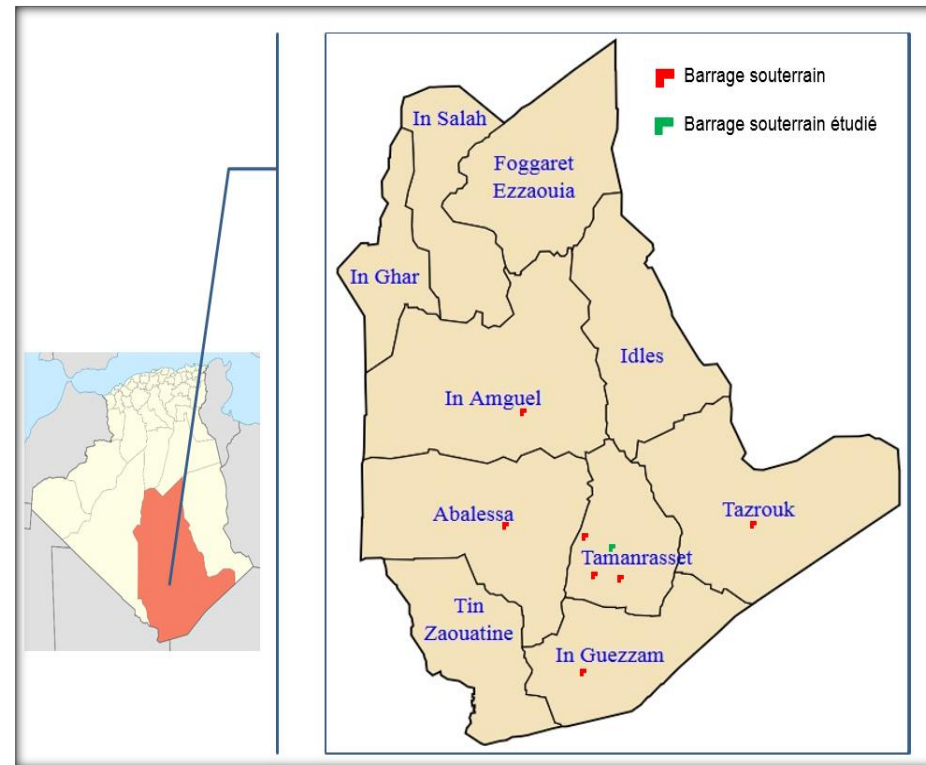 Barrage souterrain
Barrage souterrain étudié
In Salah
Foggaret
Ezzaouia
In Ghar
Idles
In Amguel
Abalessa
Tazrouk
Tamanrasset
Tin
Zaouatine
In Guezzam